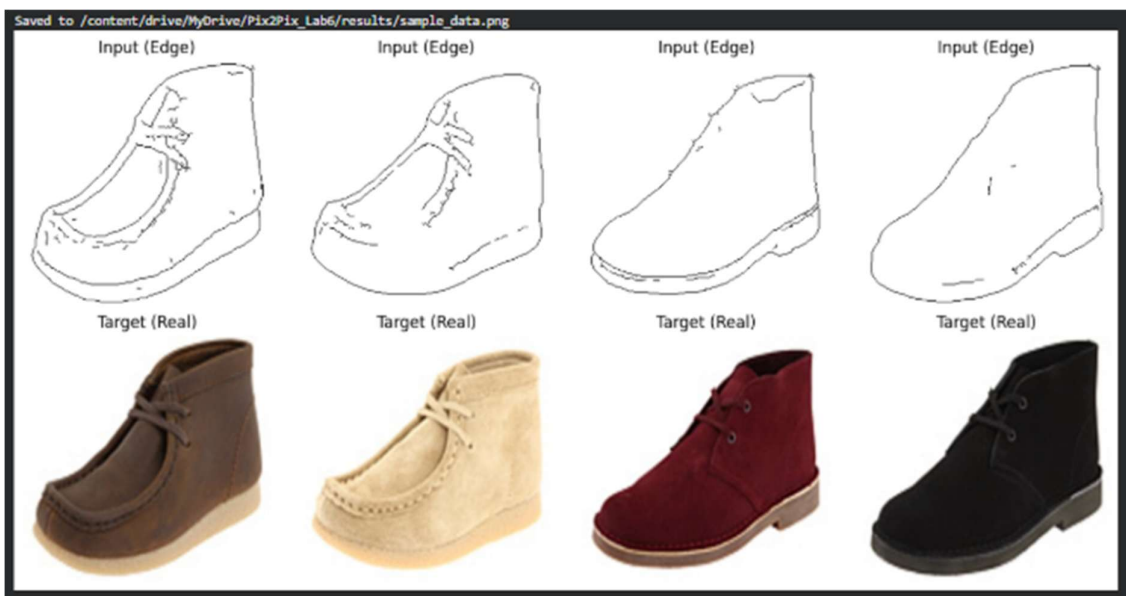 Saved to /content/drive/MyDrive/Pix2Pix_Lab6/results/sample_data.png
Input (Edge) Input (Edge) Input (Edge) Input (Edge)
Target (Real) Target (Real) Target (Real) Target (Real)